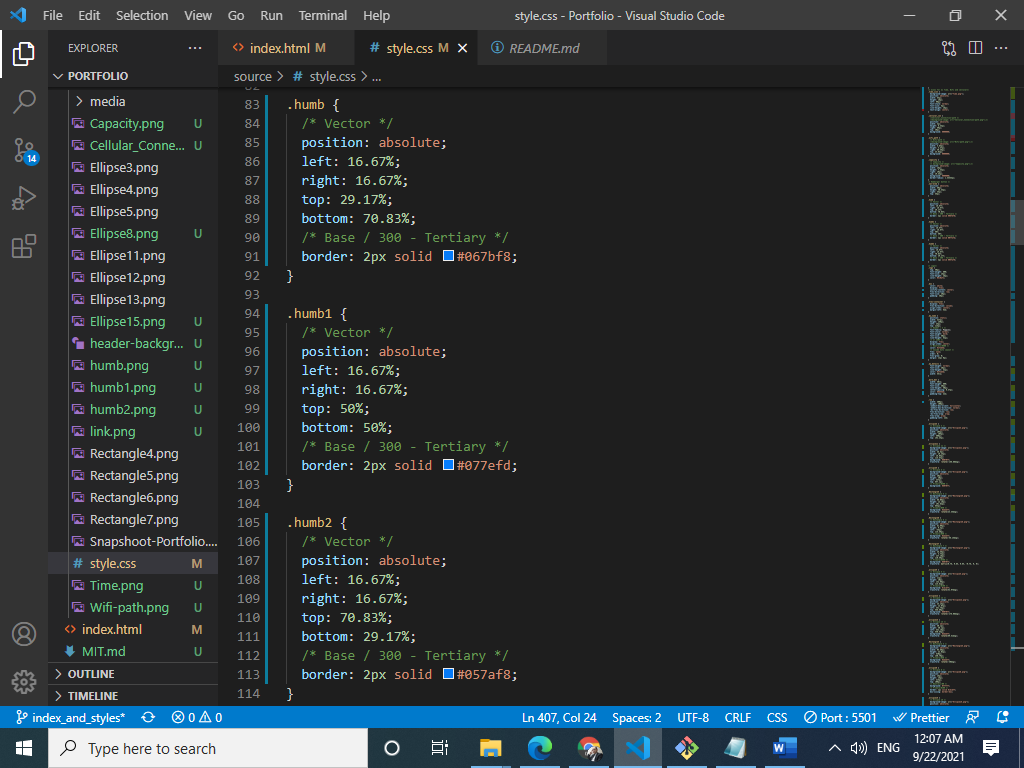 File Edit Selection View Go Run Terminal Help style.css - Portfolio - Visual Studio Code
EXPLORER
index.html M # style.css M README.md
PORTFOLIO
source > # style.css > ...
media
Capacity.png U
Cellular_Conne... U
Ellipse3.png
Ellipse4.png
Ellipse5.png
Ellipse8.png U
Ellipse11.png
Ellipse12.png
Ellipse13.png
Ellipse15.png U
header-backgr... U
humb.png U
humb1.png U
humb2.png U
link.png U
Rectangle4.png
Rectangle5.png
Rectangle6.png
Rectangle7.png
Snapshoot-Portfolio....
# style.css M
Time.png U
Wifi-path.png U
index.html M
MIT.md U
OUTLINE
TIMELINE
14
82
83 .humb {
84 /* Vector */
85 position: absolute;
86 left: 16.67%;
87 right: 16.67%;
88 top: 29.17%;
89 bottom: 70.83%;
90 /* Base / 300 - Tertiary */
91 border: 2px solid #067bf8;
92 }
93
94 .humb1 {
95 /* Vector */
96 position: absolute;
97 left: 16.67%;
98 right: 16.67%;
99 top: 50%;
100 bottom: 50%;
101 /* Base / 300 - Tertiary */
102 border: 2px solid #077efd;
103 }
104
105 .humb2 {
106 /* Vector */
107 position: absolute;
108 left: 16.67%;
109 right: 16.67%;
110 top: 70.83%;
111 bottom: 29.17%;
112 /* Base / 300 - Tertiary */
113 border: 2px solid #057af8;
114 }
index_and_styles* 0 0 Ln 407, Col 24 Spaces: 2 UTF-8 CRLF CSS Port : 5501 Prettier
Type here to search
ENG
12:07 AM
9/22/2021